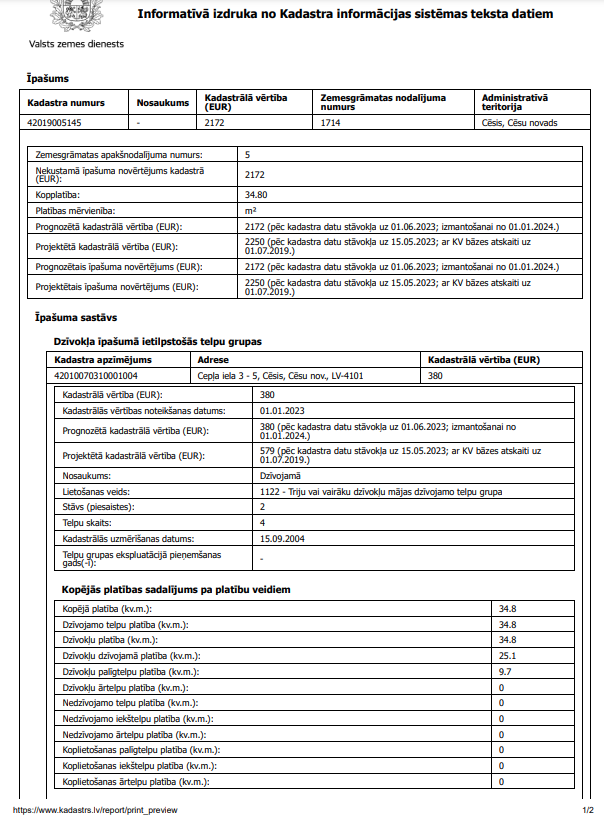 Informatīvā izdruka no Kadastra informācijas sistēmas teksta datiem
Valsts zemes dienests
Īpašums
Kadastra numurs Nosaukums Kadastrālā vērtība (EUR) Zemesgrāmatas nodalījuma numurs Administratīvā teritorija
42019005145 - 2172 1714 Cēsis, Cēsu novads
Zemesgrāmatas apakšnodalījuma numurs: 5
Nekustamā īpašuma novērtējums kadastrā
(EUR): 2172
Kopplatība: 34.80
Platības mērvienība: m²
Prognozētā kadastrālā vērtība (EUR): 2172 (pēc kadastra datu stāvokļa uz 01.06.2023; izmantošanai no 01.01.2024.)
Projektētā kadastrālā vērtība (EUR): 2250 (pēc kadastra datu stāvokļa uz 15.05.2023; ar KV bāzes atskaiti uz
01.07.2019.)
Prognozētais īpašuma novērtējums (EUR): 2172 (pēc kadastra datu stāvokļa uz 01.06.2023; izmantošanai no 01.01.2024.)
Projektētais īpašuma novērtējums (EUR): 2250 (pēc kadastra datu stāvokļa uz 15.05.2023; ar KV bāzes atskaiti uz
01.07.2019.)
Īpašuma sastāvs
Dzīvokļa īpašumā ietilpstošās telpu grupas
Kadastra apzīmējums Adrese Kadastrālā vērtība (EUR)
42010070310001004 Cepļa iela 3 - 5, Cēsis, Cēsu nov., LV-4101 380
Kadastrālā vērtība (EUR): 380
Kadastrālās vērtības noteikšanas datums: 01.01.2023
Prognozētā kadastrālā vērtība (EUR): 380 (pēc kadastra datu stāvokļa uz 01.06.2023; izmantošanai no
01.01.2024.)
Projektētā kadastrālā vērtība (EUR): 579 (pēc kadastra datu stāvokļa uz 15.05.2023; ar KV bāzes atskaiti uz
01.07.2019.)
Nosaukums: Dzīvojamā
Lietošanas veids: 1122 - Triju vai vairāku dzīvokļu mājas dzīvojamo telpu grupa
Stāvs (piesaistes): 2
Telpu skaits: 4
Kadastrālās uzmērīšanas datums: 15.09.2004
Telpu grupas ekspluatācijā pieņemšanas
gads(-i): -
Kopējās platības sadalījums pa platību veidiem
Kopējā platība (kv.m.): 34.8
Dzīvojamo telpu platība (kv.m.): 34.8
Dzīvokļu platība (kv.m.): 34.8
Dzīvokļu dzīvojamā platība (kv.m.): 25.1
Dzīvokļu palīgtelpu platība (kv.m.): 9.7
Dzīvokļu ārtelpu platība (kv.m.): 0
Nedzīvojamo telpu platība (kv.m.): 0
Nedzīvojamo iekštelpu platība (kv.m.): 0
Nedzīvojamo ārtelpu platība (kv.m.): 0
Koplietošanas palīgtelpu platība (kv.m.): 0
Koplietošanas iekštelpu platība (kv.m.): 0
Koplietošanas ārtelpu platība (kv.m.): 0
https://www.kadastrs.lv/report/print_preview 1/2